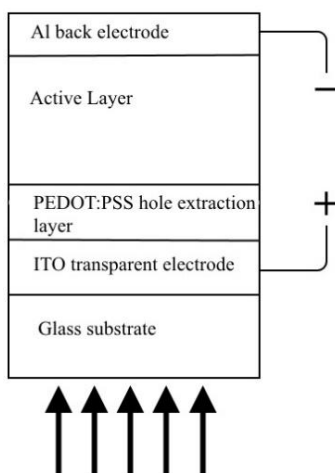 Al back electrode
Active Layer
−
PEDOT:PSS hole extraction
layer
+
ITO transparent electrode
Glass substrate